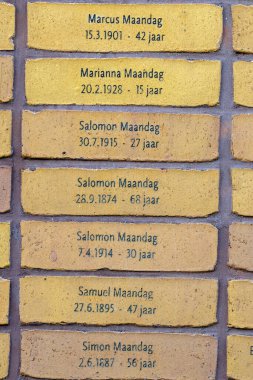 Marcus Maandag
15.3.1901 - 42 jaar
Marianna Maandag
20.2.1928 - 15 jaar
Salomon Maandag
30.7.1915 - 27 jaar
Salomon Maandag
28.9.1874 - 68 jaar
Salomon Maandag
7.4.1914 - 30 jaar
Samuel Maandag
27.6.1895 - 47 jaar
Simon Maandag
2.6.1887 - 56 jaar